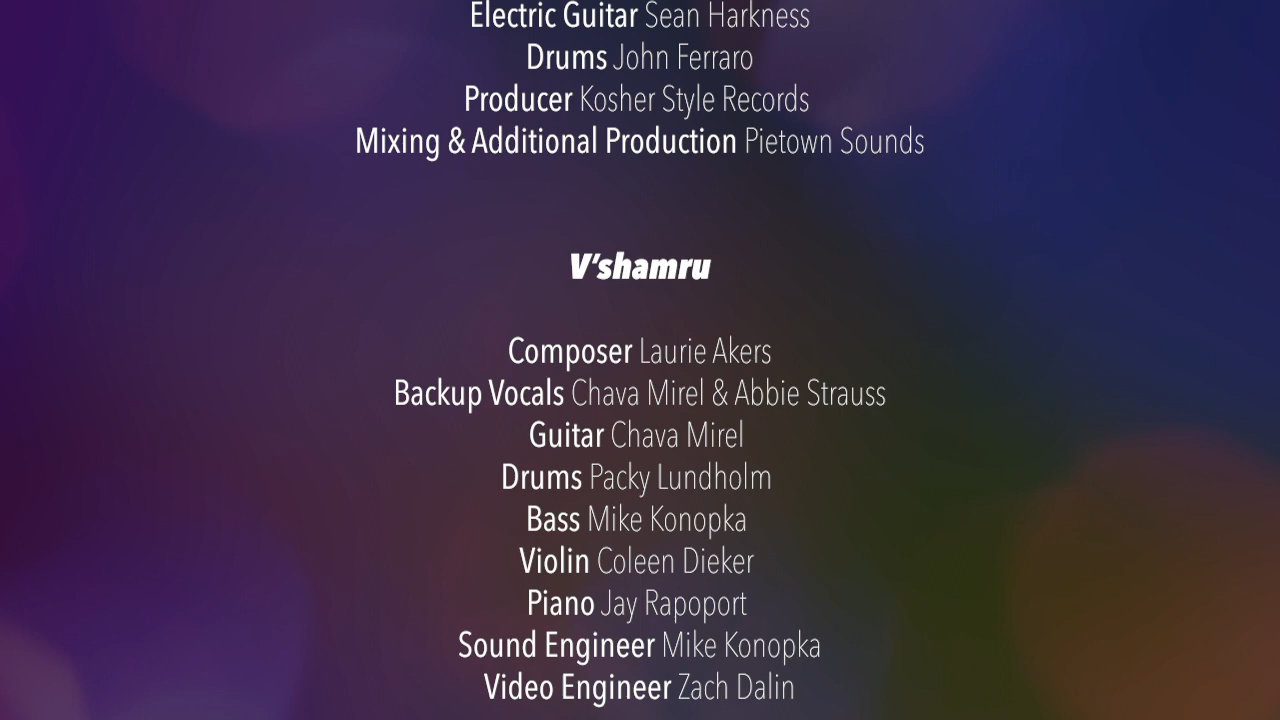 Electric Guitar Sean Harkness
Drums John Ferraro
Producer Kosher Style Records
Mixing & Additional Production Pietown Sounds
V'shamru
Composer Laurie Akers
Backup Vocals Chava Mirel & Abbie Strauss
Guitar Chava Mirel
Drums Packy Lundholm
Bass Mike Konopka
Violin Coleen Dieker
Piano Jay Rapoport
Sound Engineer Mike Konopka
Video Engineer Zach Dalin